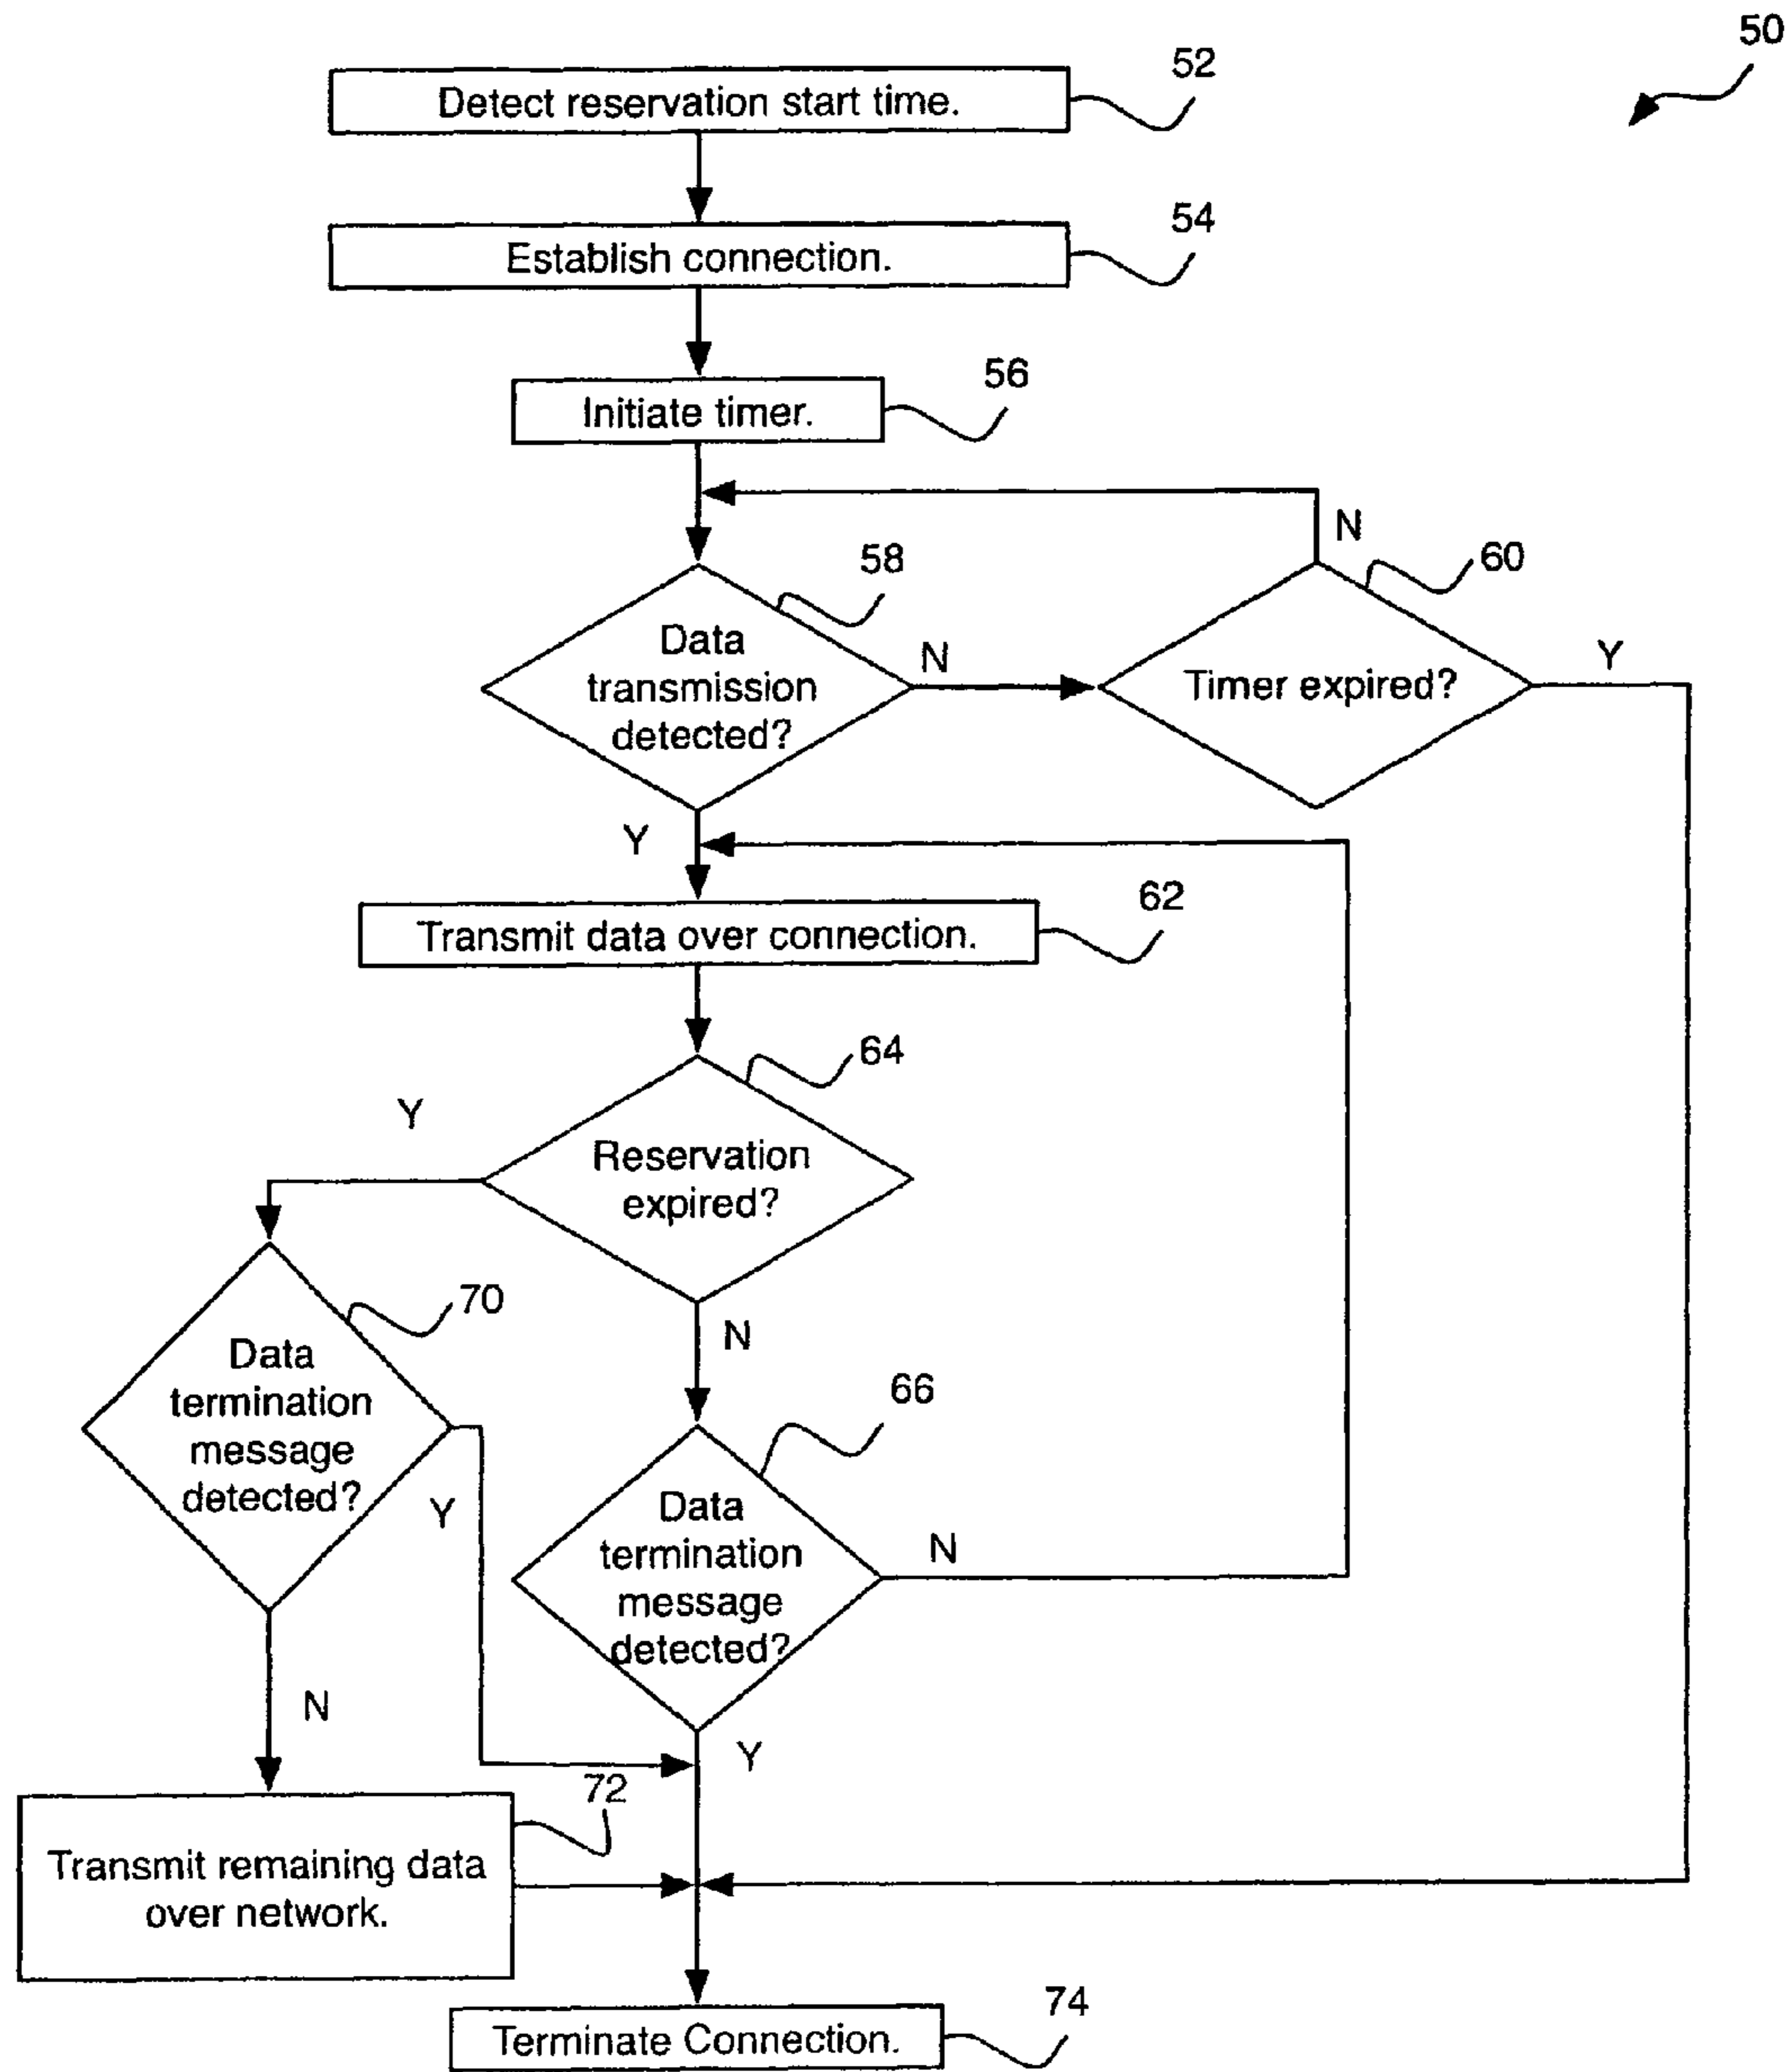 50
52
Detect reservation start time.
54
Establish connection.
56
Initiate timer.
N
58
60
Data
transmission
detected?
N
Timer expired?
Y
Y
62
Transmit data over connection.
64
Y
Reservation
expired?
70
N
Data
termination
message
detected?
66
Y
Data
termination
message
detected?
N
N
Y
72
Transmit remaining data
over network.
74
Terminate Connection.